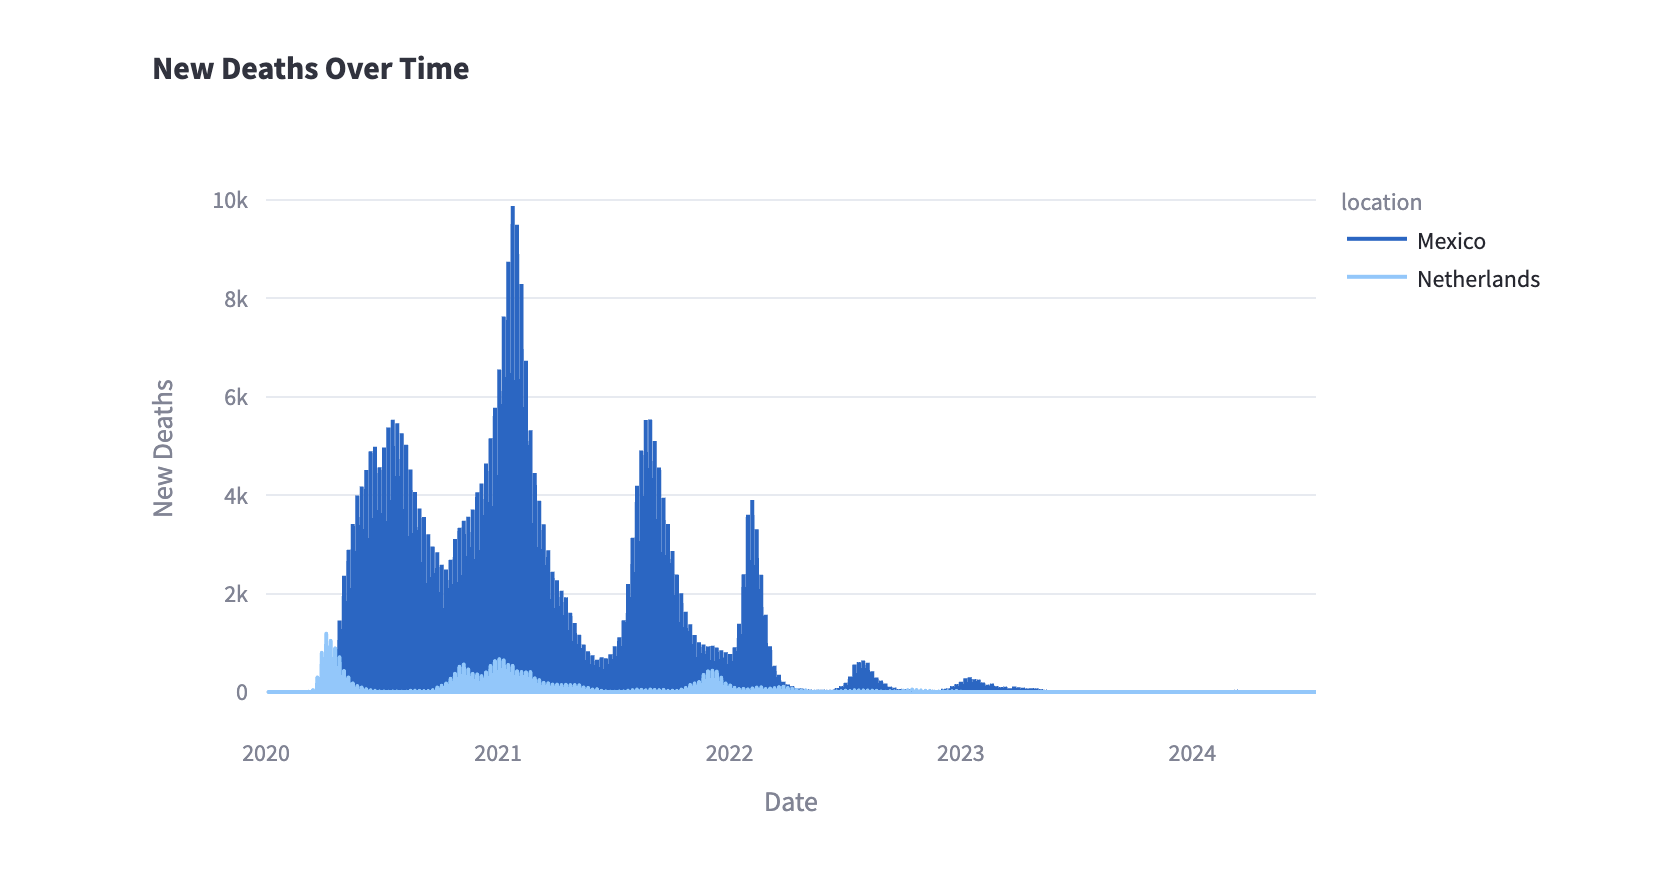 New Deaths Over Time
10k
8k
6k
4k
2k
0
New Deaths
2020 2021 2022 2023 2024
Date
location
Mexico
Netherlands